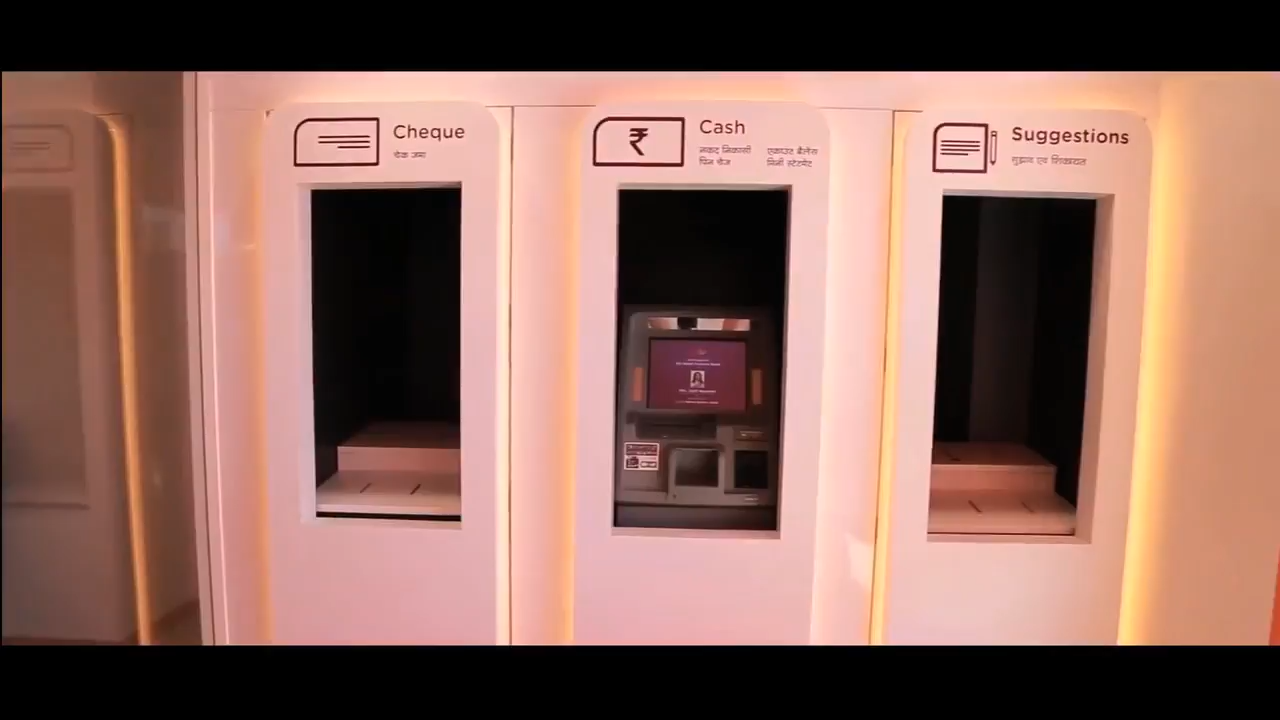 Cheque
चेक जमा
₹
Cash
नकद निकासी एकाउंट बैलेंस
पिन चेंज मिनी स्टेटमेंट
Suggestions
सुझाव एवं शिकायत